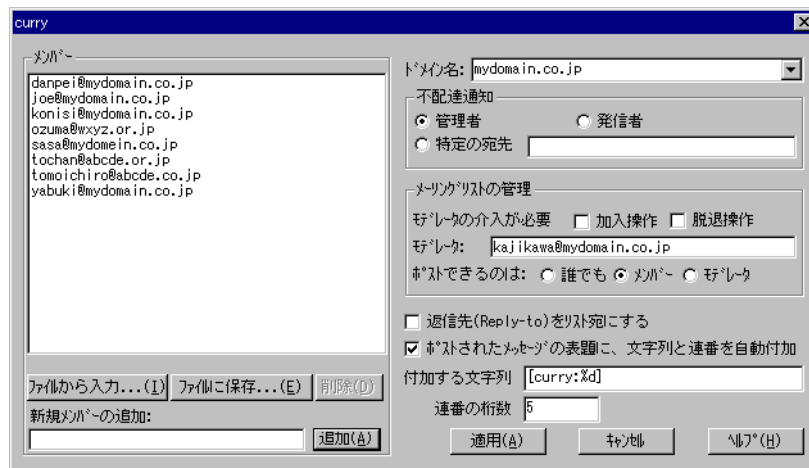 curry
ﾒﾝﾊﾞｰ
danpei@mydomain.co.jp
joe@mydomain.co.jp
konisi@mydomain.co.jp
ozuma@wxyz.or.jp
sasa@mydomein.co.jp
tochan@abcde.or.jp
tomoichiro@abcde.co.jp
yabuki@mydomain.co.jp
ﾌｧｲﾙから入力...(I) ﾌｧｲﾙに保存...(E) 削除(D)
新規ﾒﾝﾊﾞｰの追加:
追加(A)
ﾄﾞﾒｲﾝ名: mydomain.co.jp
不配達通知
管理者 発信者
特定の宛先
ﾒｰﾘﾝｸﾞﾘｽﾄの管理
ﾓﾃﾞﾚｰﾀの介入が必要 加入操作 脱退操作
ﾓﾃﾞﾚｰﾀ: kajikawa@mydomain.co.jp
ﾎﾟｽﾄできるのは: 誰でも ﾒﾝﾊﾞｰ ﾓﾃﾞﾚｰﾀ
返信先(Reply-to)をﾘｽﾄ宛にする
ﾎﾟｽﾄされたﾒｯｾｰｼﾞの表題に、文字列と連番を自動付加
付加する文字列 [curry:%d]
連番の桁数 5
適用(A) ｷｬﾝｾﾙ ﾍﾙﾌﾟ(H)